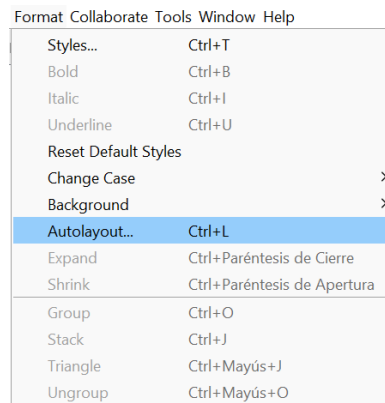 Format Collaborate Tools Window Help
Styles... Ctrl+T
Bold Ctrl+B
Italic Ctrl+I
Underline Ctrl+U
Reset Default Styles
Change Case
Background
Autolayout... Ctrl+L
Expand Ctrl+Paréntesis de Cierre
Shrink Ctrl+Paréntesis de Apertura
Group Ctrl+O
Stack Ctrl+J
Triangle Ctrl+Mayús+J
Ungroup Ctrl+Mayús+O